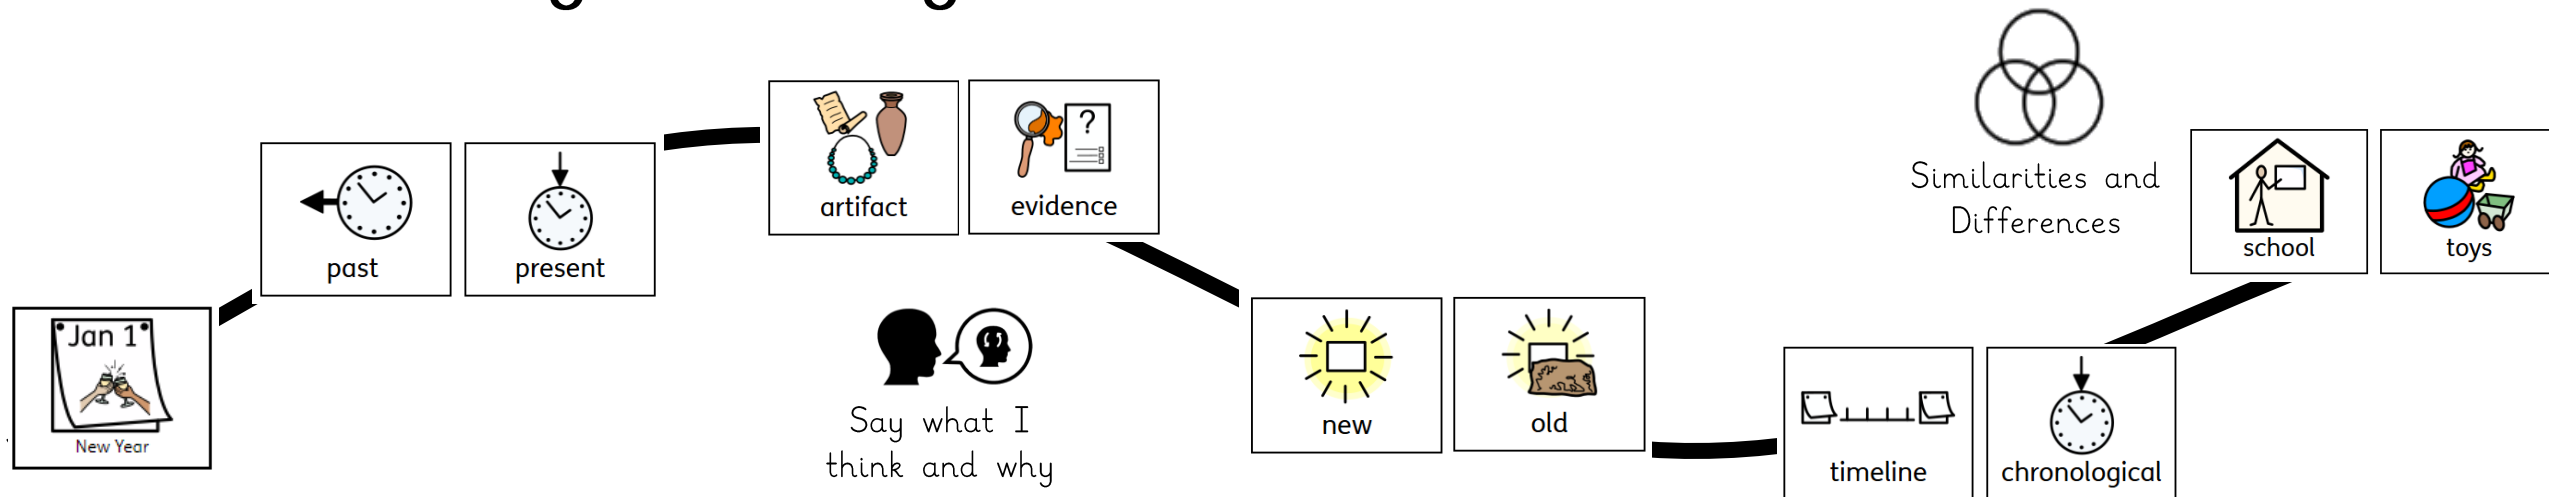 Jan 1
New Year
past
present
artifact
evidence
Say what I
think and why
new
old
timeline
chronological
Similarities and
Differences
school
toys
?